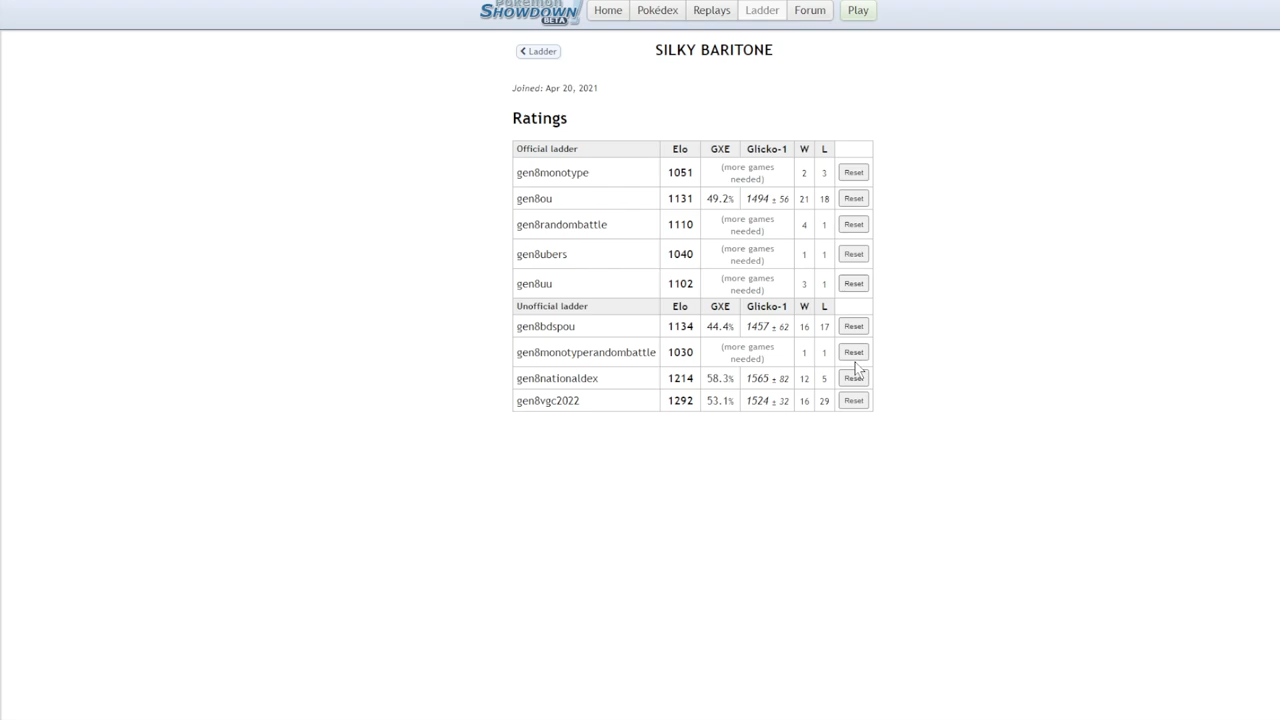 Pokémon
SHOWDOWN
BETA
Home Pokédex Replays Ladder Forum Play
Ladder
SILKY BARITONE
Joined: Apr 20, 2021
Ratings
Official ladder Elo GXE Glicko-1 W L
gen8monotype 1051 (more games needed) 2 3 Reset
gen8ou 1131 49.2% 1494 ± 56 21 18 Reset
gen8randombattle 1110 (more games needed) 4 1 Reset
gen8ubers 1040 (more games needed) 1 1 Reset
gen8uu 1102 (more games needed) 3 1 Reset
Unofficial ladder Elo GXE Glicko-1 W L
gen8bdspou 1134 44.4% 1457 ± 62 16 17 Reset
gen8monotyperandombattle 1030 (more games needed) 1 1 Reset
gen8nationaldex 1214 58.3% 1565 ± 82 12 5 Reset
gen8vgc2022 1292 53.1% 1524 ± 32 16 29 Reset